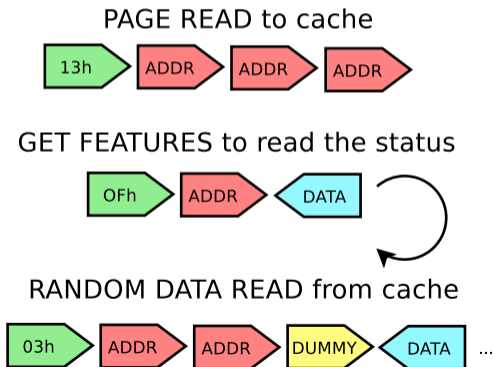 PAGE READ to cache
13h ADDR ADDR ADDR
GET FEATURES to read the status
OFh ADDR DATA
RANDOM DATA READ from cache
03h ADDR ADDR DUMMY DATA ...